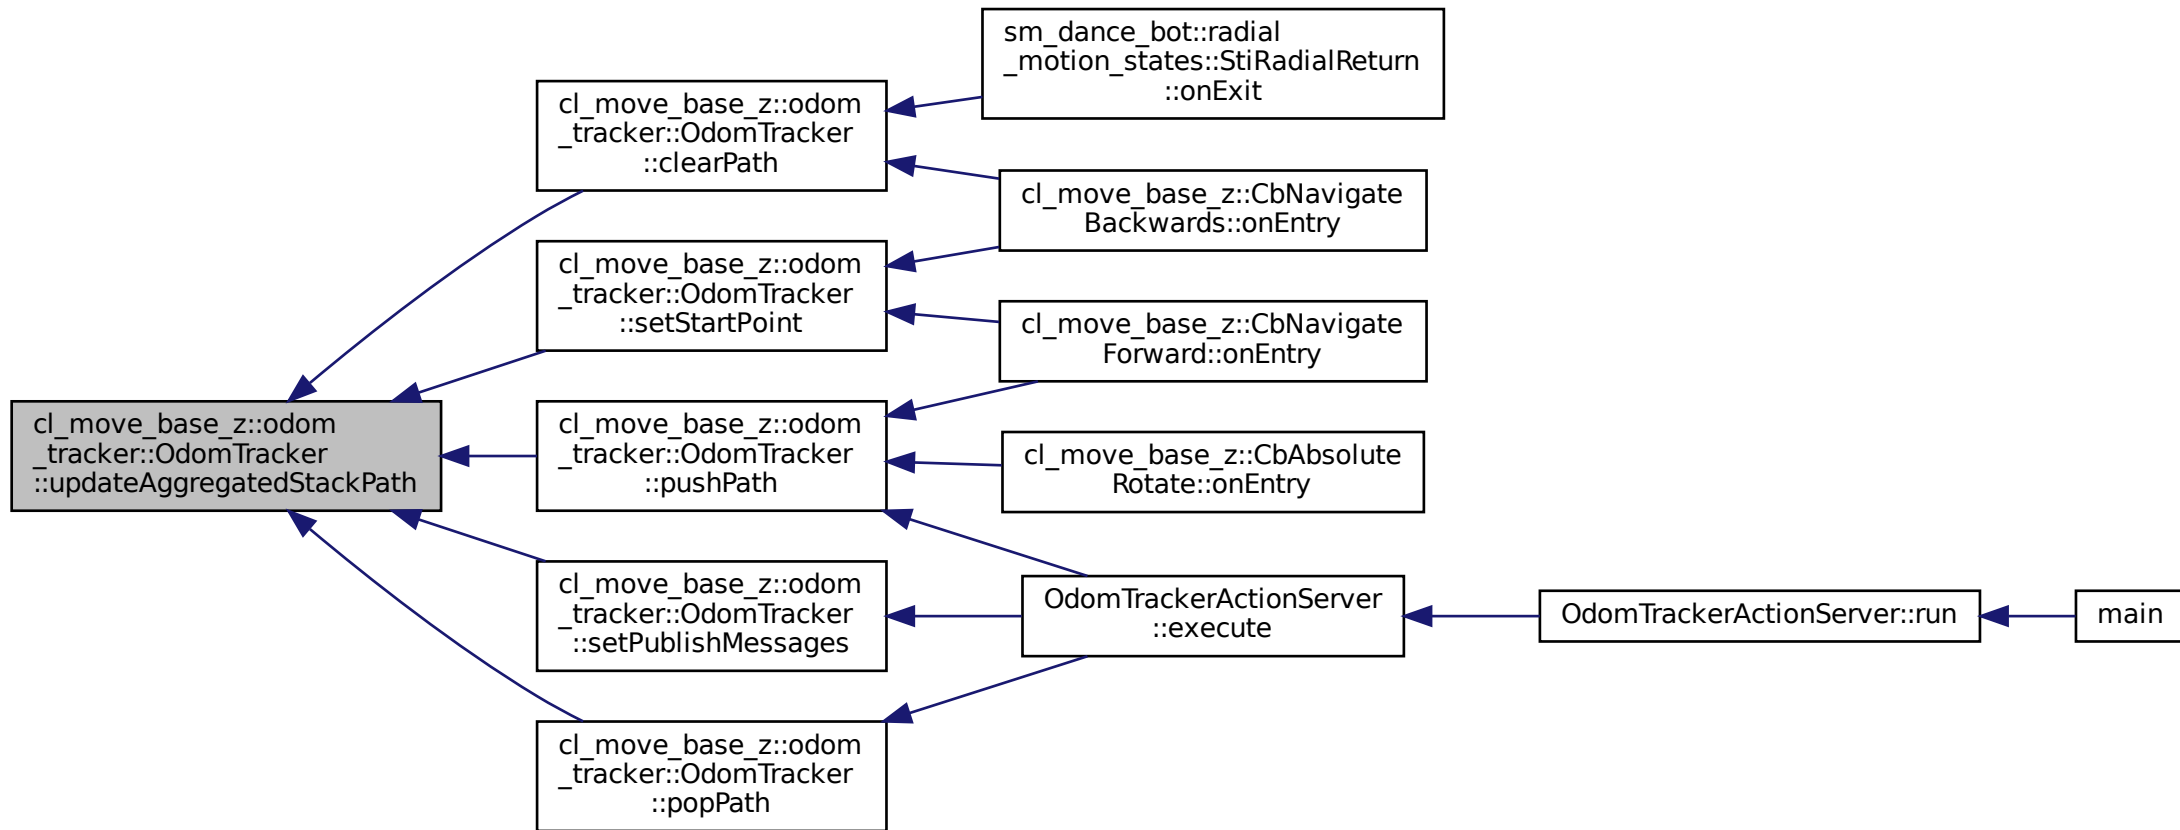 sm_dance_bot::radial
_motion_states::StiRadialReturn
::onExit
cl_move_base_z::odom
_tracker::OdomTracker
::clearPath
cl_move_base_z::CbNavigate
Backwards::onEntry
cl_move_base_z::odom
_tracker::OdomTracker
::setStartPoint
cl_move_base_z::CbNavigate
Forward::onEntry
cl_move_base_z::odom
_tracker::OdomTracker
::updateAggregatedStackPath
cl_move_base_z::odom
_tracker::OdomTracker
::pushPath
cl_move_base_z::CbAbsolute
Rotate::onEntry
cl_move_base_z::odom
_tracker::OdomTracker
::setPublishMessages
OdomTrackerActionServer
::execute
OdomTrackerActionServer::run
main
cl_move_base_z::odom
_tracker::OdomTracker
::popPath